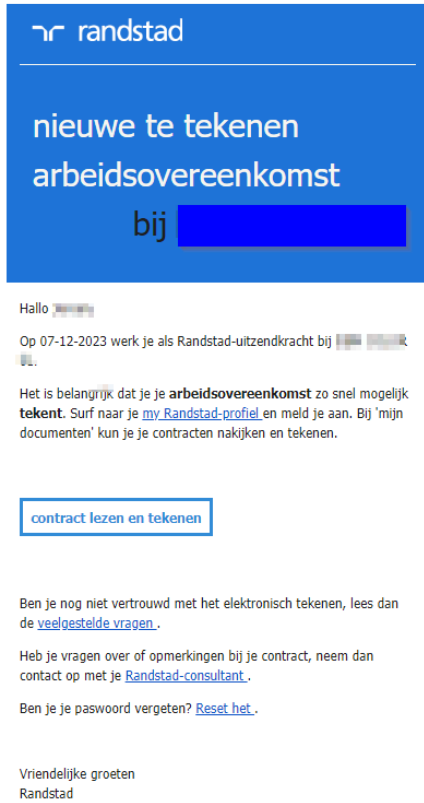 randstad
nieuwe te tekenen
arbeidsovereenkomst
bij
Hallo
Op 07-12-2023 werk je als Randstad-uitzendkracht bij
Het is belangrijk dat je je arbeidsovereenkomst zo snel mogelijk
tekent. Surf naar je my Randstad-profiel en meld je aan. Bij 'mijn
documenten' kun je je contracten nakijken en tekenen.
contract lezen en tekenen
Ben je nog niet vertrouwd met het elektronisch tekenen, lees dan
de veelgestelde vragen .
Heb je vragen over of opmerkingen bij je contract, neem dan
contact op met je Randstad-consultant .
Ben je je paswoord vergeten? Reset het .
Vriendelijke groeten
Randstad